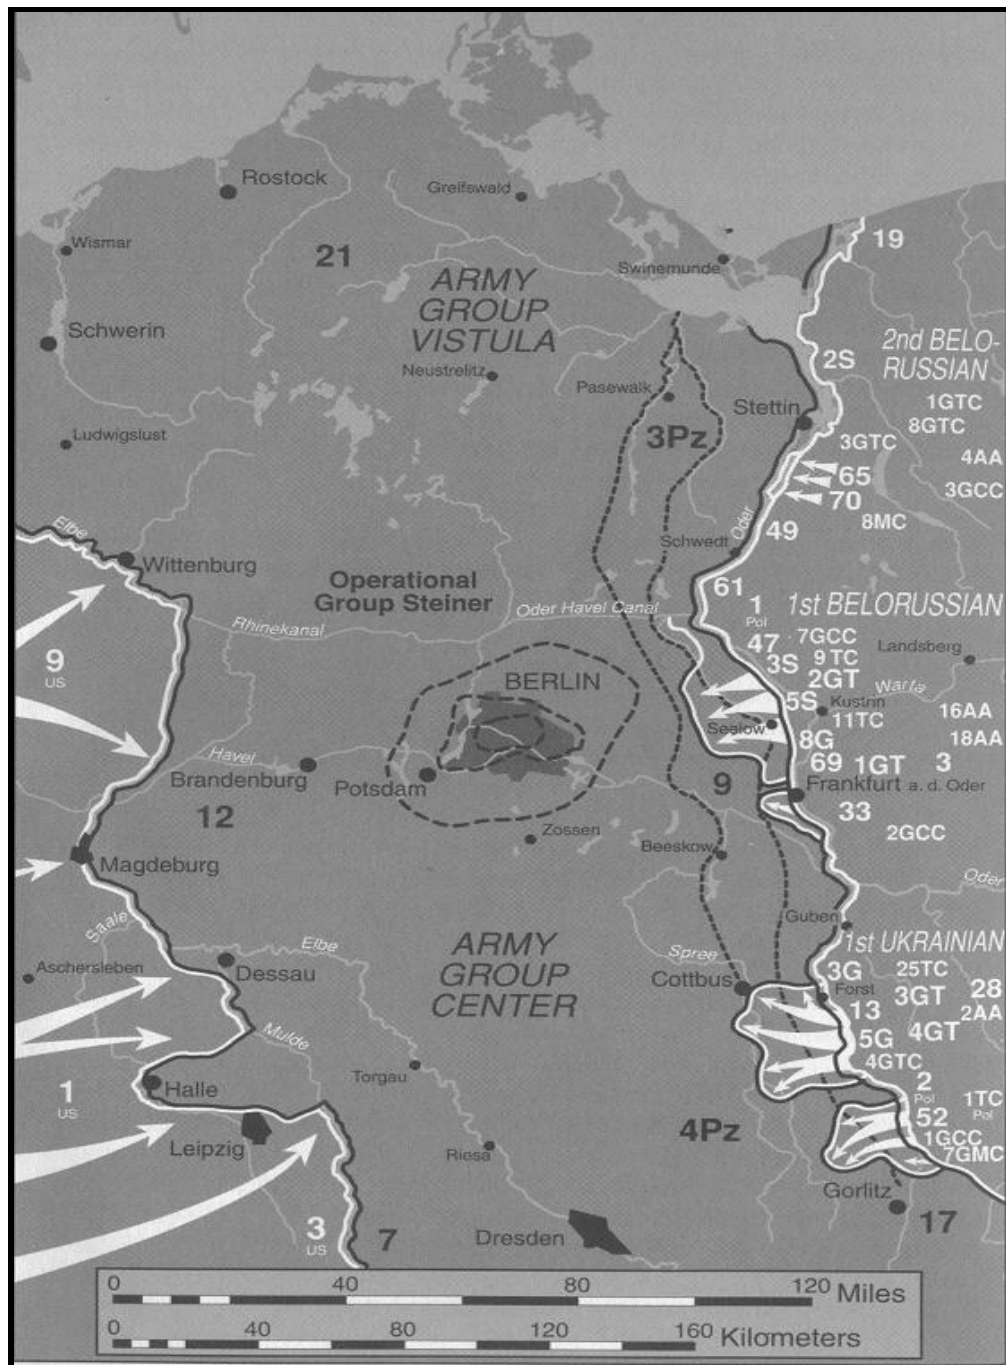 Rostock
Greifswald
19
Wismar
21
Swinemunde
ARMY
GROUP
VISTULA
Schwerin
2nd BELO-
RUSSIAN
2S
Neustrelitz
Pasewalk
1GTC
Stettin
8GTC
Ludwigslust
3Pz
3GTC
4AA
65
3GCC
70
8MC
Elbe
Oder
49
Schwedt
Wittenburg
Operational
Group Steiner
61
1
Pol
1st BELORUSSIAN
Oder Havel Canal
Rhinekanal
47
7GCC
Landsberg
9
US
3S
9TC
BERLIN
2GT
Warta
5S
Kustrin
16AA
11TC
Seelow
8G
18AA
Havel
69
1GT
3
Brandenburg
Potsdam
9
Frankfurt a. d. Oder
12
33
Zossen
2GCC
Beeskow
Magdeburg
Oder
Saale
Guben
Elbe
ARMY
GROUP
CENTER
1st UKRAINIAN
Spree
Aschersleben
Dessau
3G
25TC
Cottbus
Forst
3GT
28
13
2AA
Mulde
5G
4GT
4GTC
Torgau
2
Pol
1
US
Halle
1TC
Pol
52
4Pz
1GCC
Leipzig
Riesa
7GMC
Gorlitz
3
US
7
Dresden
17
0 40 80 120 Miles
0 40 80 120 160 Kilometers